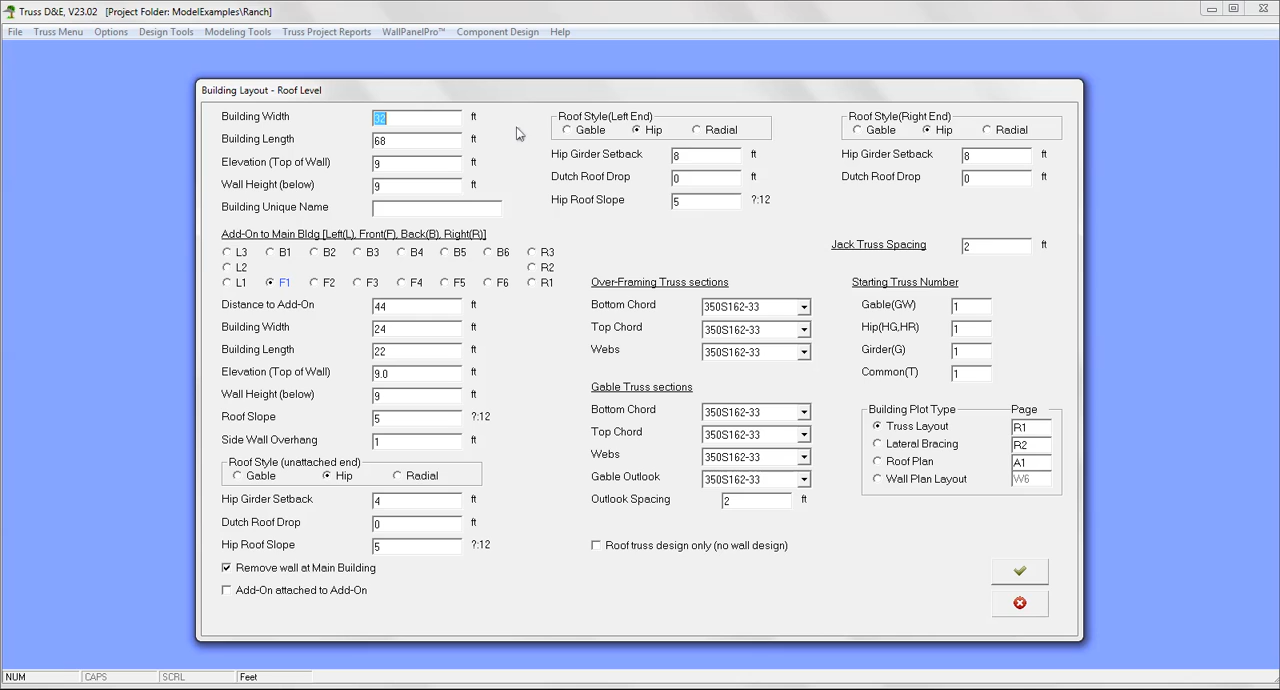 Truss D&E, V23.02 [Project Folder: ModelExamples\Ranch]
File Truss Menu Options Design Tools Modeling Tools Truss Project Reports WallPanelPro™ Component Design Help
Building Layout - Roof Level
Building Width 32 ft
Building Length 68 ft
Elevation (Top of Wall) 9 ft
Wall Height (below) 9 ft
Building Unique Name
Roof Style(Left End)
Gable Hip Radial
Hip Girder Setback 8 ft
Dutch Roof Drop 0 ft
Hip Roof Slope 5 ?:12
Roof Style(Right End)
Gable Hip Radial
Hip Girder Setback 8 ft
Dutch Roof Drop 0 ft
Add-On to Main Bldg [Left(L), Front(F), Back(B), Right(R)]
L3 B1 B2 B3 B4 B5 B6 R3
L2 R2
L1 F1 F2 F3 F4 F5 F6 R1
Distance to Add-On 44 ft
Building Width 24 ft
Building Length 22 ft
Elevation (Top of Wall) 9.0 ft
Wall Height (below) 9 ft
Roof Slope 5 ?:12
Side Wall Overhang 1 ft
Roof Style (unattached end)
Gable Hip Radial
Hip Girder Setback 4 ft
Dutch Roof Drop 0 ft
Hip Roof Slope 5 ?:12
Remove wall at Main Building
Add-On attached to Add-On
Jack Truss Spacing 2 ft
Over-Framing Truss sections
Bottom Chord 350S162-33
Top Chord 350S162-33
Webs 350S162-33
Gable Truss sections
Bottom Chord 350S162-33
Top Chord 350S162-33
Webs 350S162-33
Gable Outlook 350S162-33
Outlook Spacing 2 ft
Roof truss design only (no wall design)
Starting Truss Number
Gable(GW) 1
Hip(HG,HR) 1
Girder(G) 1
Common(T) 1
Building Plot Type Page
Truss Layout R1
Lateral Bracing R2
Roof Plan A1
Wall Plan Layout W6
NUM CAPS SCRL Feet